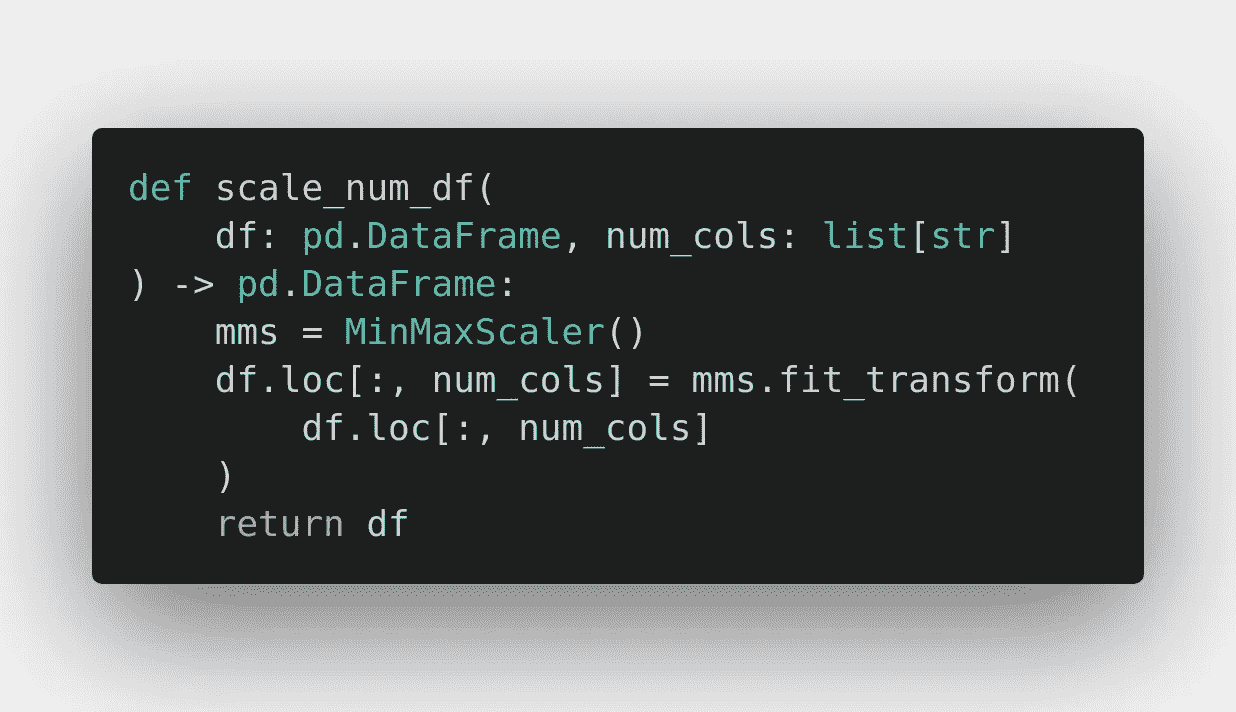 def scale_num_df(
    df: pd.DataFrame, num_cols: list[str]
) -> pd.DataFrame:
    mms = MinMaxScaler()
    df.loc[:, num_cols] = mms.fit_transform(
        df.loc[:, num_cols]
    )
    return df